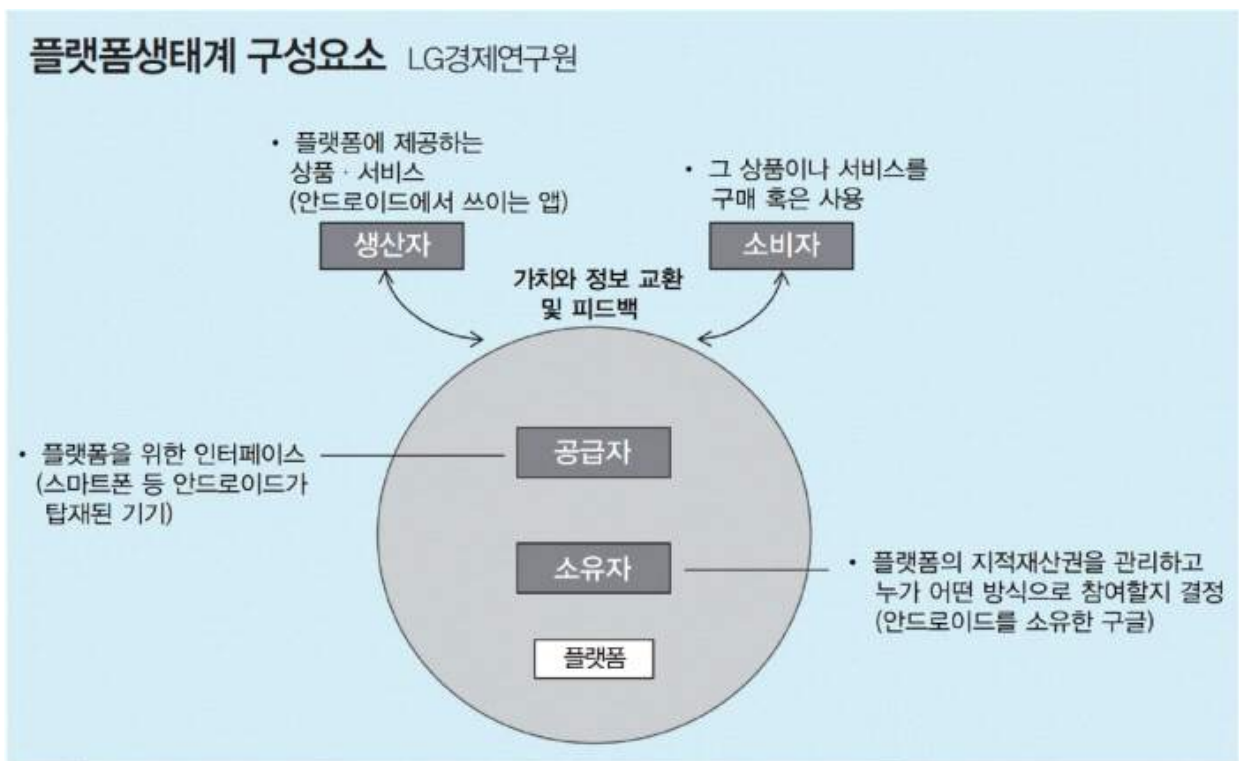 플랫폼생태계 구성요소 LG경제연구원
• 플랫폼에 제공하는
상품 · 서비스
(안드로이드에서 쓰이는 앱)
생산자
• 그 상품이나 서비스를
구매 혹은 사용
소비자
가치와 정보 교환
및 피드백
• 플랫폼을 위한 인터페이스
(스마트폰 등 안드로이드가
탑재된 기기)
공급자
소유자
• 플랫폼의 지적재산권을 관리하고
누가 어떤 방식으로 참여할지 결정
(안드로이드를 소유한 구글)
플랫폼